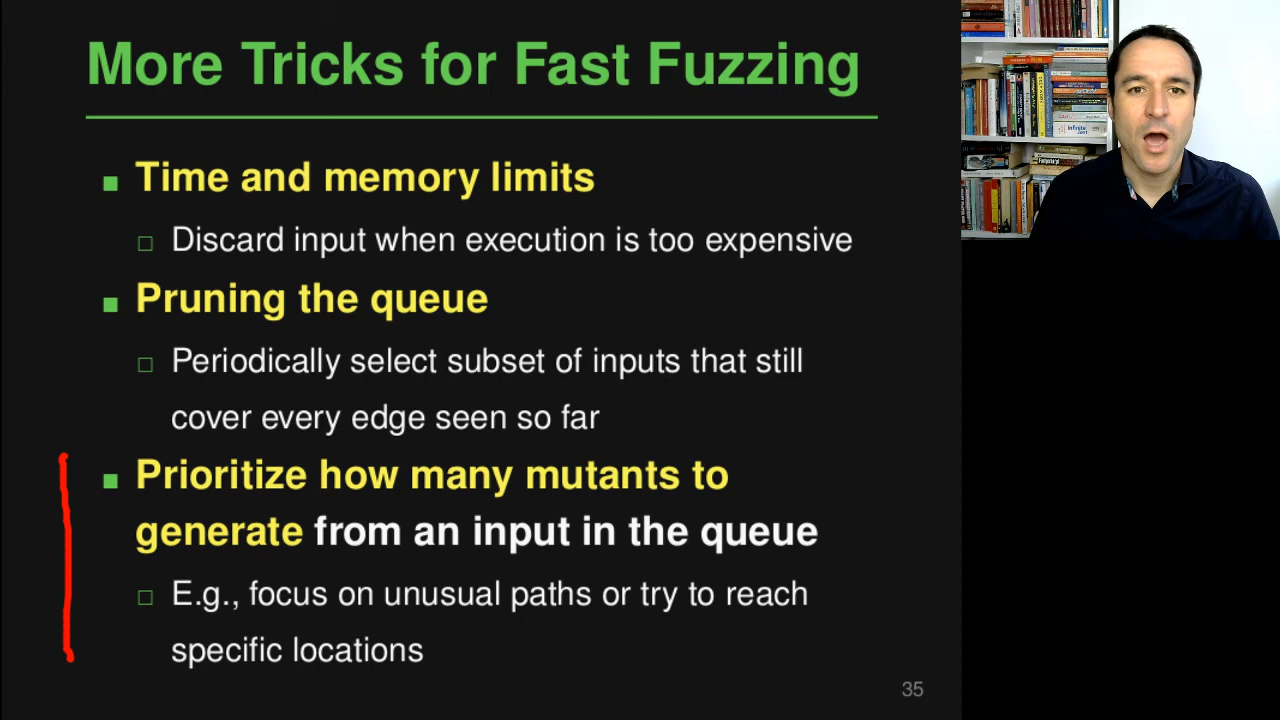 More Tricks for Fast Fuzzing
Time and memory limits
Discard input when execution is too expensive
Pruning the queue
Periodically select subset of inputs that still
cover every edge seen so far
Prioritize how many mutants to
generate from an input in the queue
E.g., focus on unusual paths or try to reach
specific locations
35
Infinite
Jest